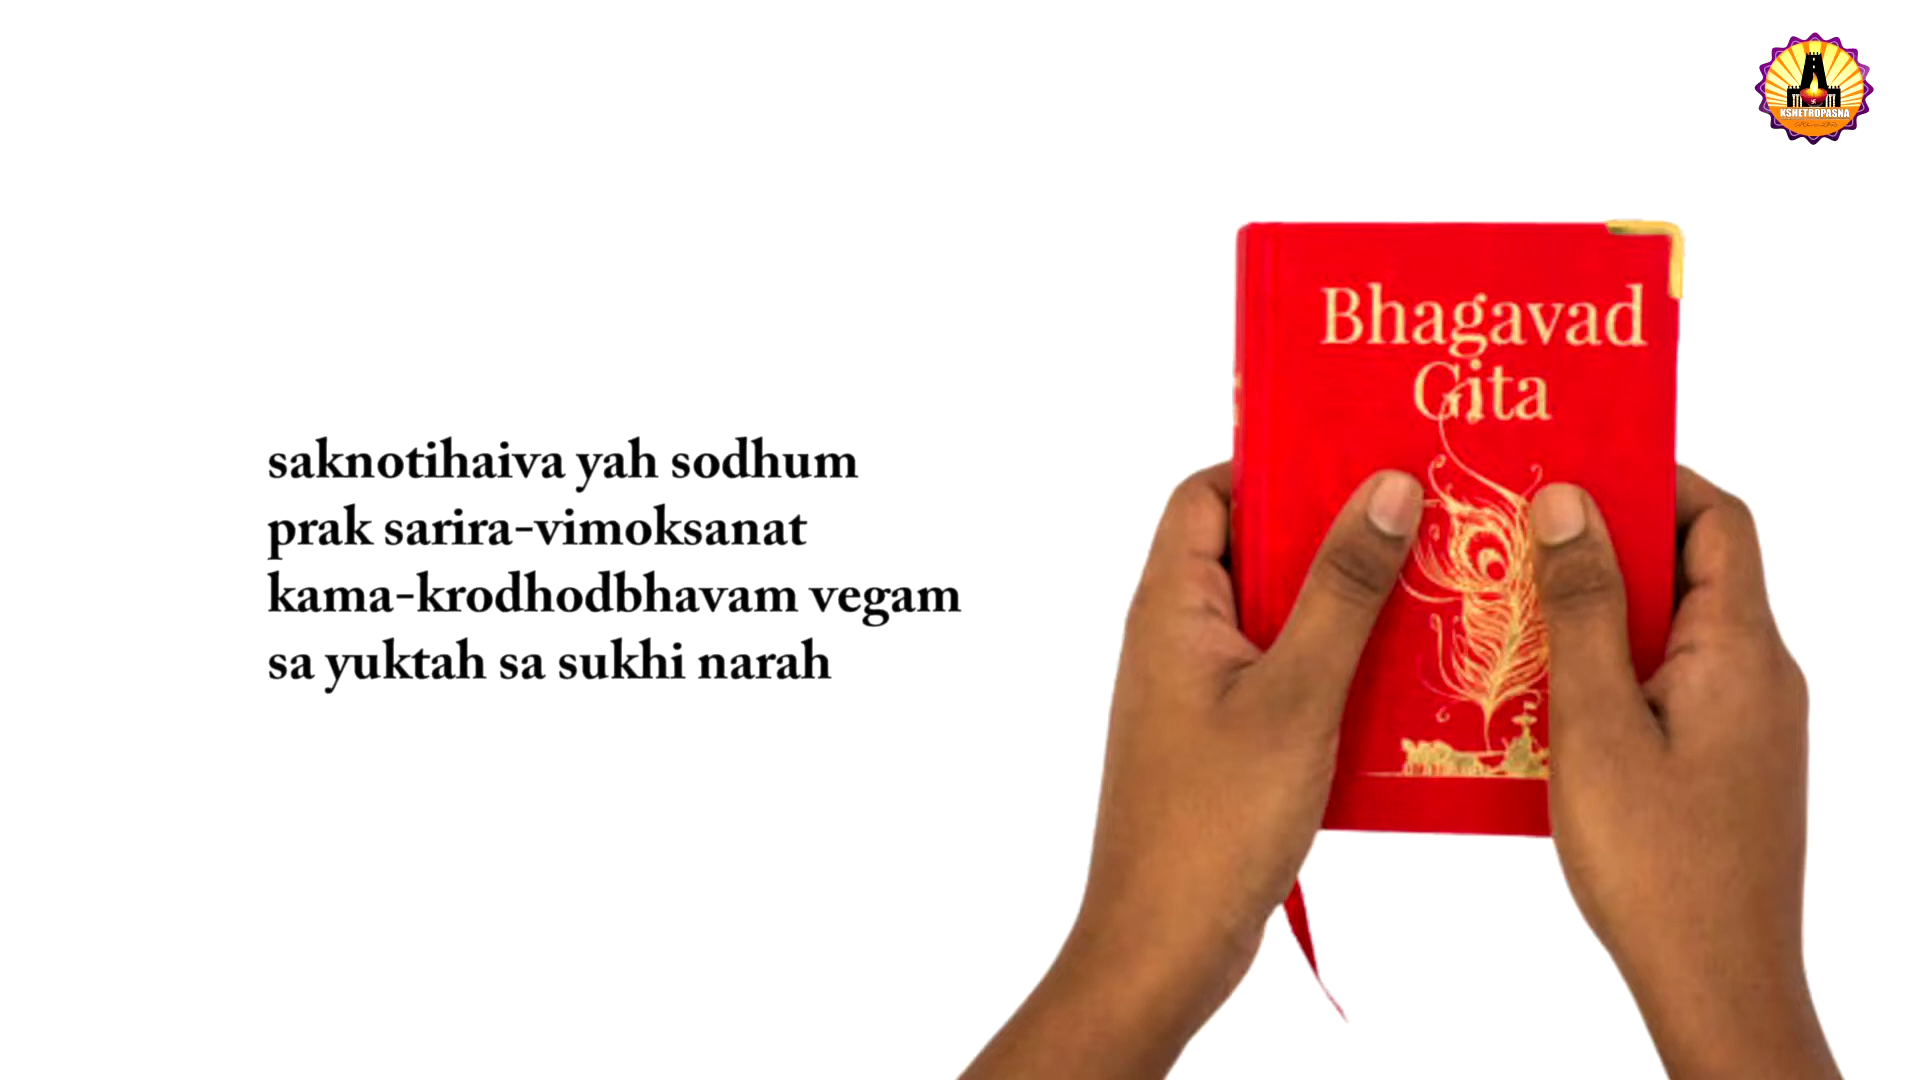 KSHETROPASNA
Bhagavad
Gita
saknotihaiva yah sodhum
prak sarira-vimoksanat
kama-krodhodbhavam vegam
sa yuktah sa sukhi narah